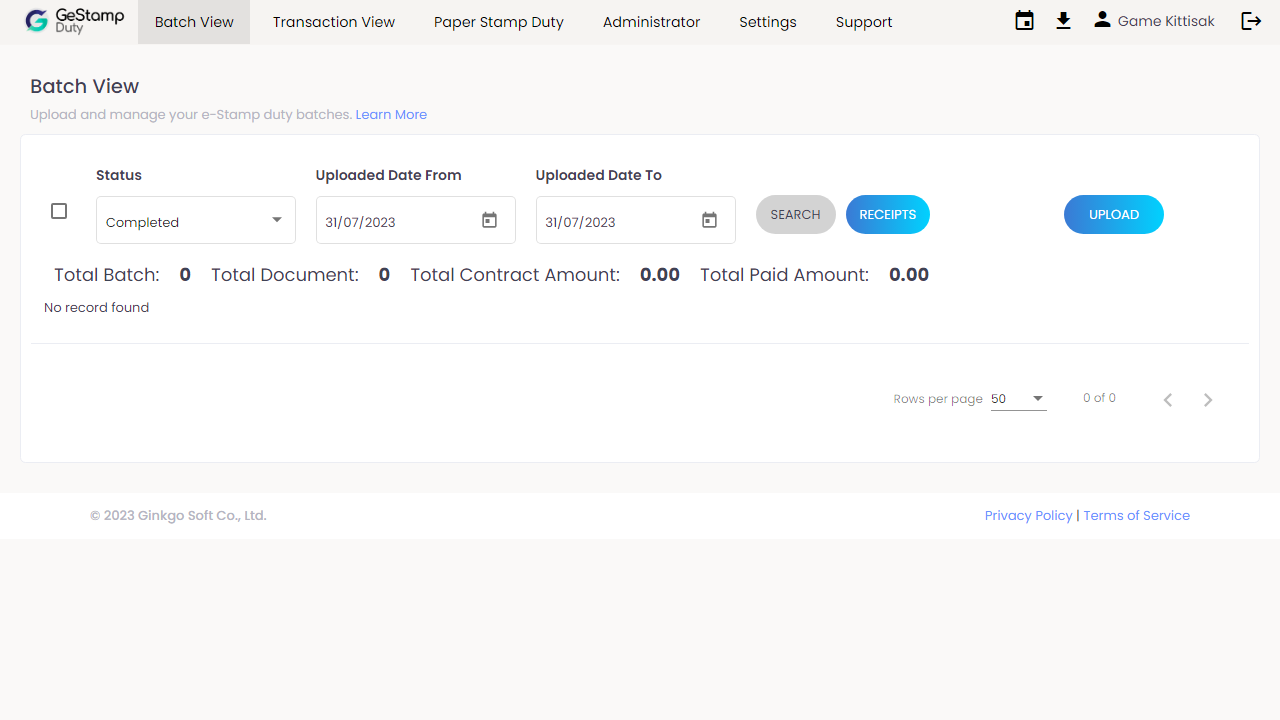 GeStamp
Duty
Batch View Transaction View Paper Stamp Duty Administrator Settings Support Game Kittisak
Batch View
Upload and manage your e-Stamp duty batches. Learn More
Status Uploaded Date From Uploaded Date To
Completed 31/07/2023 31/07/2023 SEARCH RECEIPTS UPLOAD
Total Batch: 0 Total Document: 0 Total Contract Amount: 0.00 Total Paid Amount: 0.00
No record found
Rows per page 50 0 of 0
© 2023 Ginkgo Soft Co., Ltd. Privacy Policy | Terms of Service